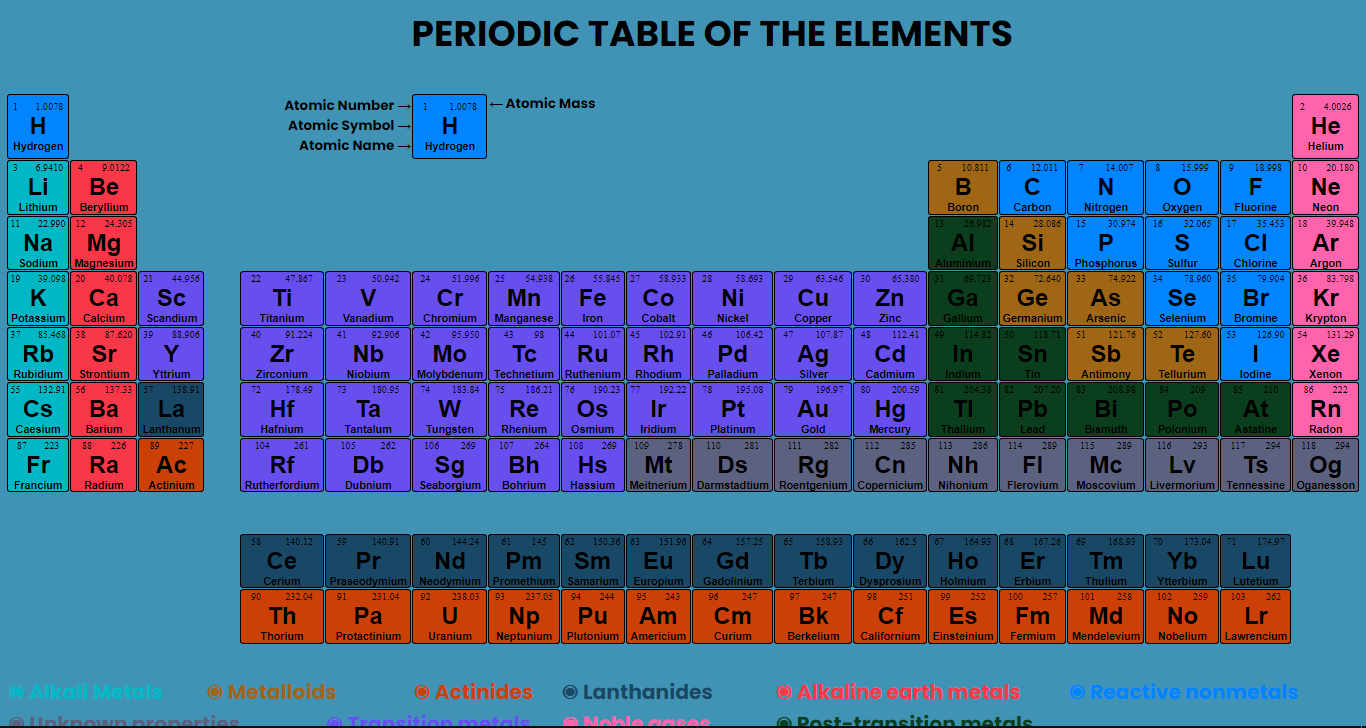 PERIODIC TABLE OF THE ELEMENTS
Atomic Number → 1 1.0078 ← Atomic Mass
Atomic Symbol → H
Atomic Name → Hydrogen
1 1.0078 2 4.0026
H He
Hydrogen Helium
3 6.9410 4 9.0122 5 10.811 6 12.011 7 14.007 8 15.999 9 18.998 10 20.180
Li Be B C N O F Ne
Lithium Beryllium Boron Carbon Nitrogen Oxygen Fluorine Neon
11 22.990 12 24.305 13 26.982 14 28.086 15 30.974 16 32.065 17 35.453 18 39.948
Na Mg Al Si P S Cl Ar
Sodium Magnesium Aluminium Silicon Phosphorus Sulfur Chlorine Argon
19 39.098 20 40.078 21 44.956 22 47.867 23 50.942 24 51.996 25 54.938 26 55.845 27 58.933 28 58.693 29 63.546 30 65.380 31 69.723 32 72.640 33 74.922 34 78.960 35 79.904 36 83.798
K Ca Sc Ti V Cr Mn Fe Co Ni Cu Zn Ga Ge As Se Br Kr
Potassium Calcium Scandium Titanium Vanadium Chromium Manganese Iron Cobalt Nickel Copper Zinc Gallium Germanium Arsenic Selenium Bromine Krypton
37 85.468 38 87.620 39 88.906 40 91.224 41 92.906 42 95.950 43 98 44 101.07 45 102.91 46 106.42 47 107.87 48 112.41 49 114.82 50 118.71 51 121.76 52 127.60 53 126.90 54 131.29
Rb Sr Y Zr Nb Mo Tc Ru Rh Pd Ag Cd In Sn Sb Te I Xe
Rubidium Strontium Yttrium Zirconium Niobium Molybdenum Technetium Ruthenium Rhodium Palladium Silver Cadmium Indium Tin Antimony Tellurium Iodine Xenon
55 132.91 56 137.33 57 138.91 72 178.49 73 180.95 74 183.84 75 186.21 76 190.23 77 192.22 78 195.08 79 196.97 80 200.59 81 204.38 82 207.20 83 208.98 84 209 85 210 86 222
Cs Ba La Hf Ta W Re Os Ir Pt Au Hg Tl Pb Bi Po At Rn
Caesium Barium Lanthanum Hafnium Tantalum Tungsten Rhenium Osmium Iridium Platinum Gold Mercury Thallium Lead Bismuth Polonium Astatine Radon
87 223 88 226 89 227 104 261 105 262 106 269 107 264 108 269 109 278 110 281 111 282 112 285 113 286 114 289 115 289 116 293 117 294 118 294
Fr Ra Ac Rf Db Sg Bh Hs Mt Ds Rg Cn Nh Fl Mc Lv Ts Og
Francium Radium Actinium Rutherfordium Dubnium Seaborgium Bohrium Hassium Meitnerium Darmstadtium Roentgenium Copernicium Nihonium Flerovium Moscovium Livermorium Tennessine Oganesson
58 140.12 59 140.91 60 144.24 61 145 62 150.36 63 151.96 64 157.25 65 158.93 66 162.5 67 164.93 68 167.26 69 168.93 70 173.04 71 174.97
Ce Pr Nd Pm Sm Eu Gd Tb Dy Ho Er Tm Yb Lu
Cerium Praseodymium Neodymium Promethium Samarium Europium Gadolinium Terbium Dysprosium Holmium Erbium Thulium Ytterbium Lutetium
90 232.04 91 231.04 92 238.03 93 237.05 94 244 95 243 96 247 97 247 98 251 99 252 100 257 101 258 102 259 103 262
Th Pa U Np Pu Am Cm Bk Cf Es Fm Md No Lr
Thorium Protactinium Uranium Neptunium Plutonium Americium Curium Berkelium Californium Einsteinium Fermium Mendelevium Nobelium Lawrencium
Alkali Metals Metalloids Actinides Lanthanides Alkaline earth metals Reactive nonmetals
Unknown properties Transition metals Noble gases Post-transition metals